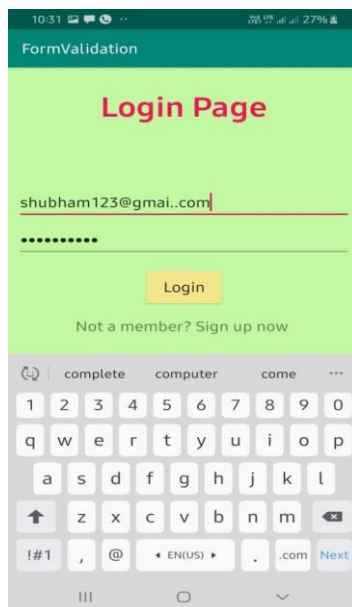 10:31 27%
FormValidation
Login Page
shubham123@gmai..com
••••••••••
Login
Not a member? Sign up now
complete computer come
1 2 3 4 5 6 7 8 9 0
q w e r t y u i o p
a s d f g h j k l
z x c v b n m
!#1 , @ EN(US) . .com Next